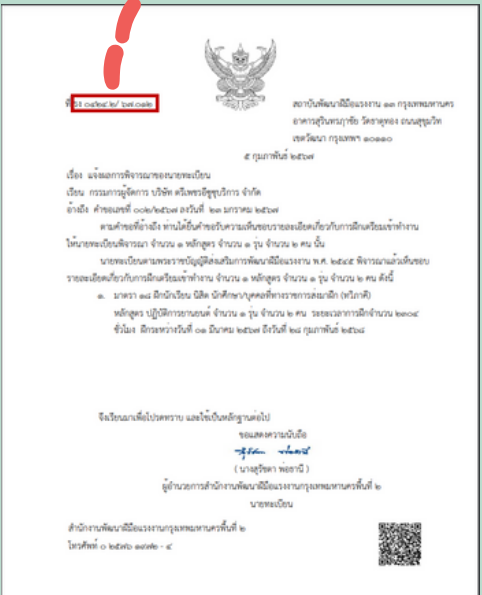 ที่ รง ๐๔๒๔.๒/ ๖๗.๐๑๒
สถาบันพัฒนาฝีมือแรงงาน ๑๓ กรุงเทพมหานคร
อาคารสุรินทรภูวชัย วัดธาตุทอง ถนนสุขุมวิท
เขตวัฒนา กรุงเทพฯ ๑๐๑๑๐
๕ กุมภาพันธ์ ๒๕๖๗
เรื่อง แจ้งผลการพิจารณาของนายทะเบียน
เรียน กรรมการผู้จัดการ บริษัท ตรีเพชรอีซูซุบริการ จำกัด
อ้างถึง คำขอเลขที่ ๐๐๒/๒๕๖๗ ลงวันที่ ๒๓ มกราคม ๒๕๖๗
ตามคำขอที่อ้างถึง ท่านได้ยื่นคำขอรับความเห็นชอบรายละเอียดเกี่ยวกับการฝึกเตรียมเข้าทำงาน
ให้นายทะเบียนพิจารณา จำนวน ๑ หลักสูตร จำนวน ๑ รุ่น จำนวน ๒ คน นั้น
นายทะเบียนตามพระราชบัญญัติส่งเสริมการพัฒนาฝีมือแรงงาน พ.ศ. ๒๕๔๕ พิจารณาแล้วเห็นชอบ
รายละเอียดเกี่ยวกับการฝึกเตรียมเข้าทำงาน จำนวน ๑ หลักสูตร จำนวน ๑ รุ่น จำนวน ๒ คน ดังนี้
๑. มาตรา ๑๘ ฝึกนักเรียน นิสิต นักศึกษา/บุคคลที่ทางราชการส่งมาฝึก (ทวิภาคี)
หลักสูตร ปฏิบัติการยานยนต์ จำนวน ๑ รุ่น จำนวน ๒ คน ระยะเวลาการฝึกจำนวน ๒๓๐๔
ชั่วโมง ฝึกระหว่างวันที่ ๐๑ มีนาคม ๒๕๖๗ ถึงวันที่ ๒๘ กุมภาพันธ์ ๒๕๖๘
จึงเรียนมาเพื่อโปรดทราบ และใช้เป็นหลักฐานต่อไป
ขอแสดงความนับถือ
( นางสุรัชดา พ่อธานี )
ผู้อำนวยการสำนักงานพัฒนาฝีมือแรงงานกรุงเทพมหานครพื้นที่ ๒
นายทะเบียน
สำนักงานพัฒนาฝีมือแรงงานกรุงเทพมหานครพื้นที่ ๒
โทรศัพท์ ๐ ๒๕๗๖ ๑๗๗๒ - ๔